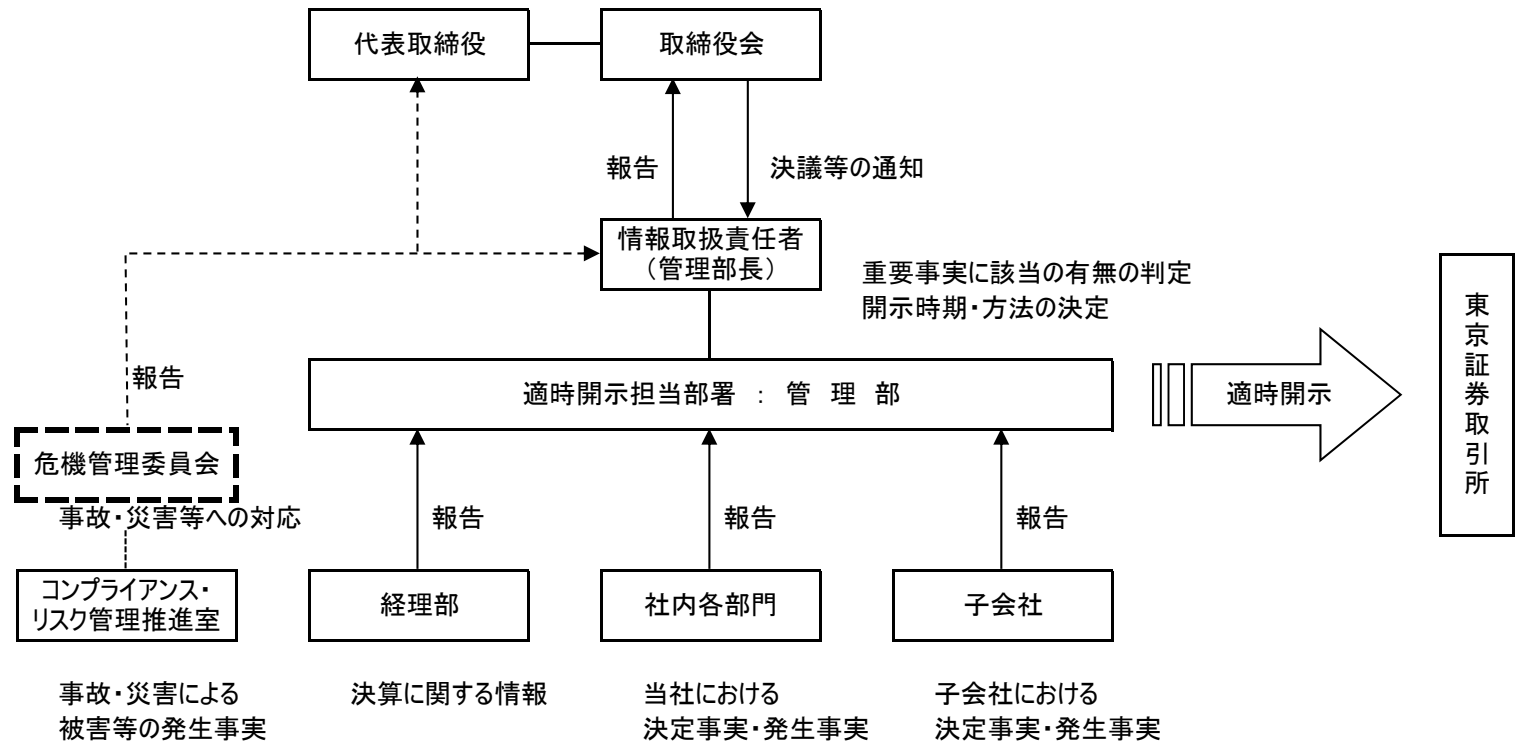 代表取締役
取締役会
報告
決議等の通知
情報取扱責任者
（管理部長）
重要事実に該当の有無の判定
開示時期・方法の決定
東京証券取引所
報告
適時開示担当部署 ： 管 理 部
適時開示
危機管理委員会
事故・災害等への対応
報告
報告
報告
コンプライアンス・
リスク管理推進室
経理部
社内各部門
子会社
事故・災害による
被害等の発生事実
決算に関する情報
当社における
決定事実・発生事実
子会社における
決定事実・発生事実